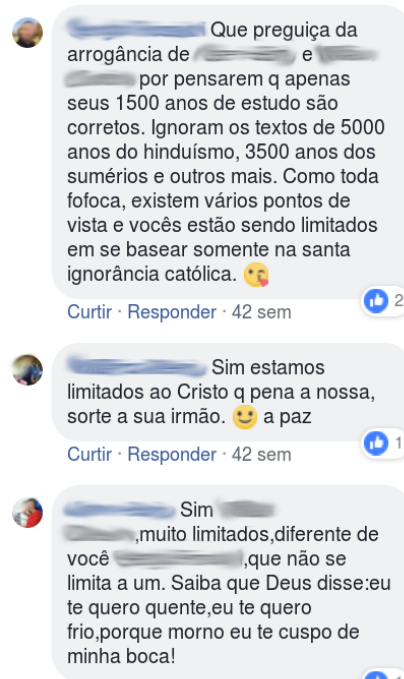 Que preguiça da
arrogância de e
por pensarem q apenas
seus 1500 anos de estudo são
corretos. Ignoram os textos de 5000
anos do hinduísmo, 3500 anos dos
sumérios e outros mais. Como toda
fofoca, existem vários pontos de
vista e vocês estão sendo limitados
em se basear somente na santa
ignorância católica. 😘
2
Curtir · Responder · 42 sem
Sim estamos
limitados ao Cristo q pena a nossa,
sorte a sua irmão. 🙂 a paz
1
Curtir · Responder · 42 sem
Sim
,muito limitados,diferente de
você ,que não se
limita a um. Saiba que Deus disse:eu
te quero quente,eu te quero
frio,porque morno eu te cuspo de
minha boca!